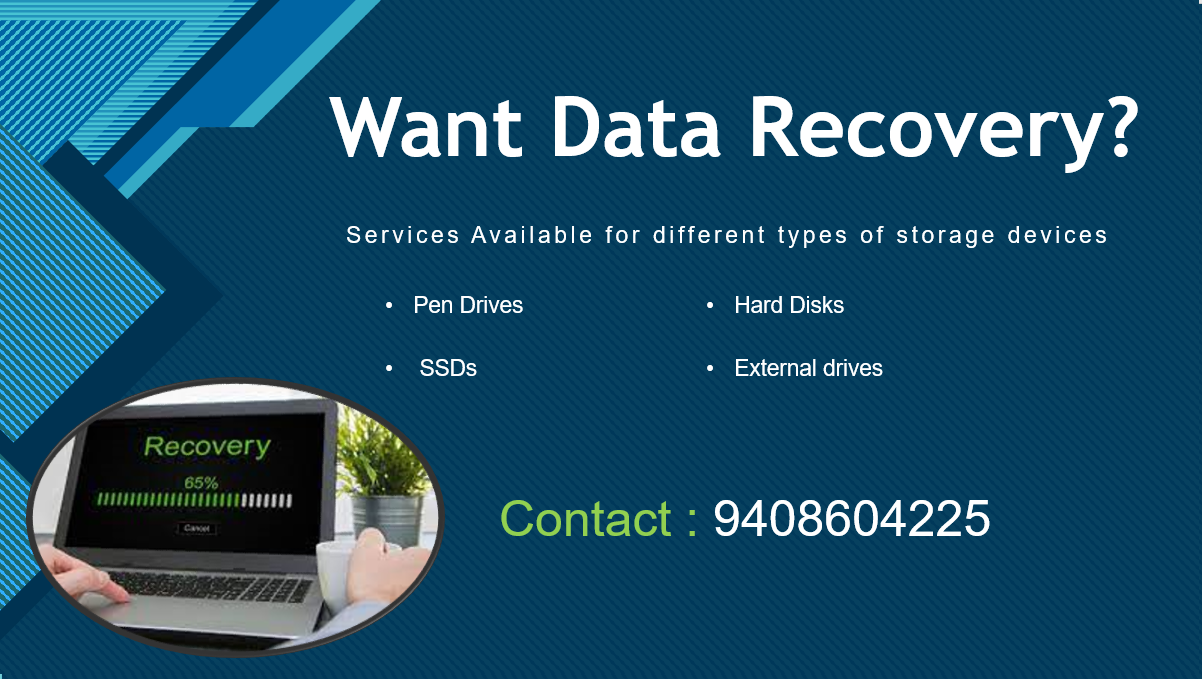 Want Data Recovery?
Services Available for different types of storage devices
• Pen Drives
• Hard Disks
• SSDs
• External drives
Recovery
65%
Cancel
Contact : 9408604225